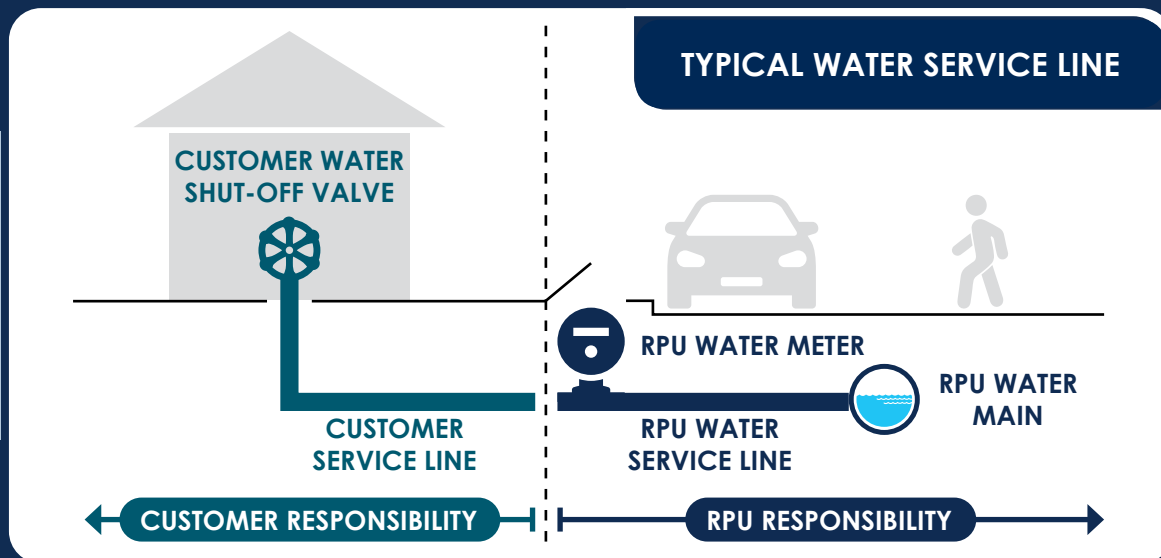 TYPICAL WATER SERVICE LINE
CUSTOMER WATER
SHUT-OFF VALVE
RPU WATER METER
RPU WATER
MAIN
CUSTOMER
SERVICE LINE
RPU WATER
SERVICE LINE
CUSTOMER RESPONSIBILITY
RPU RESPONSIBILITY